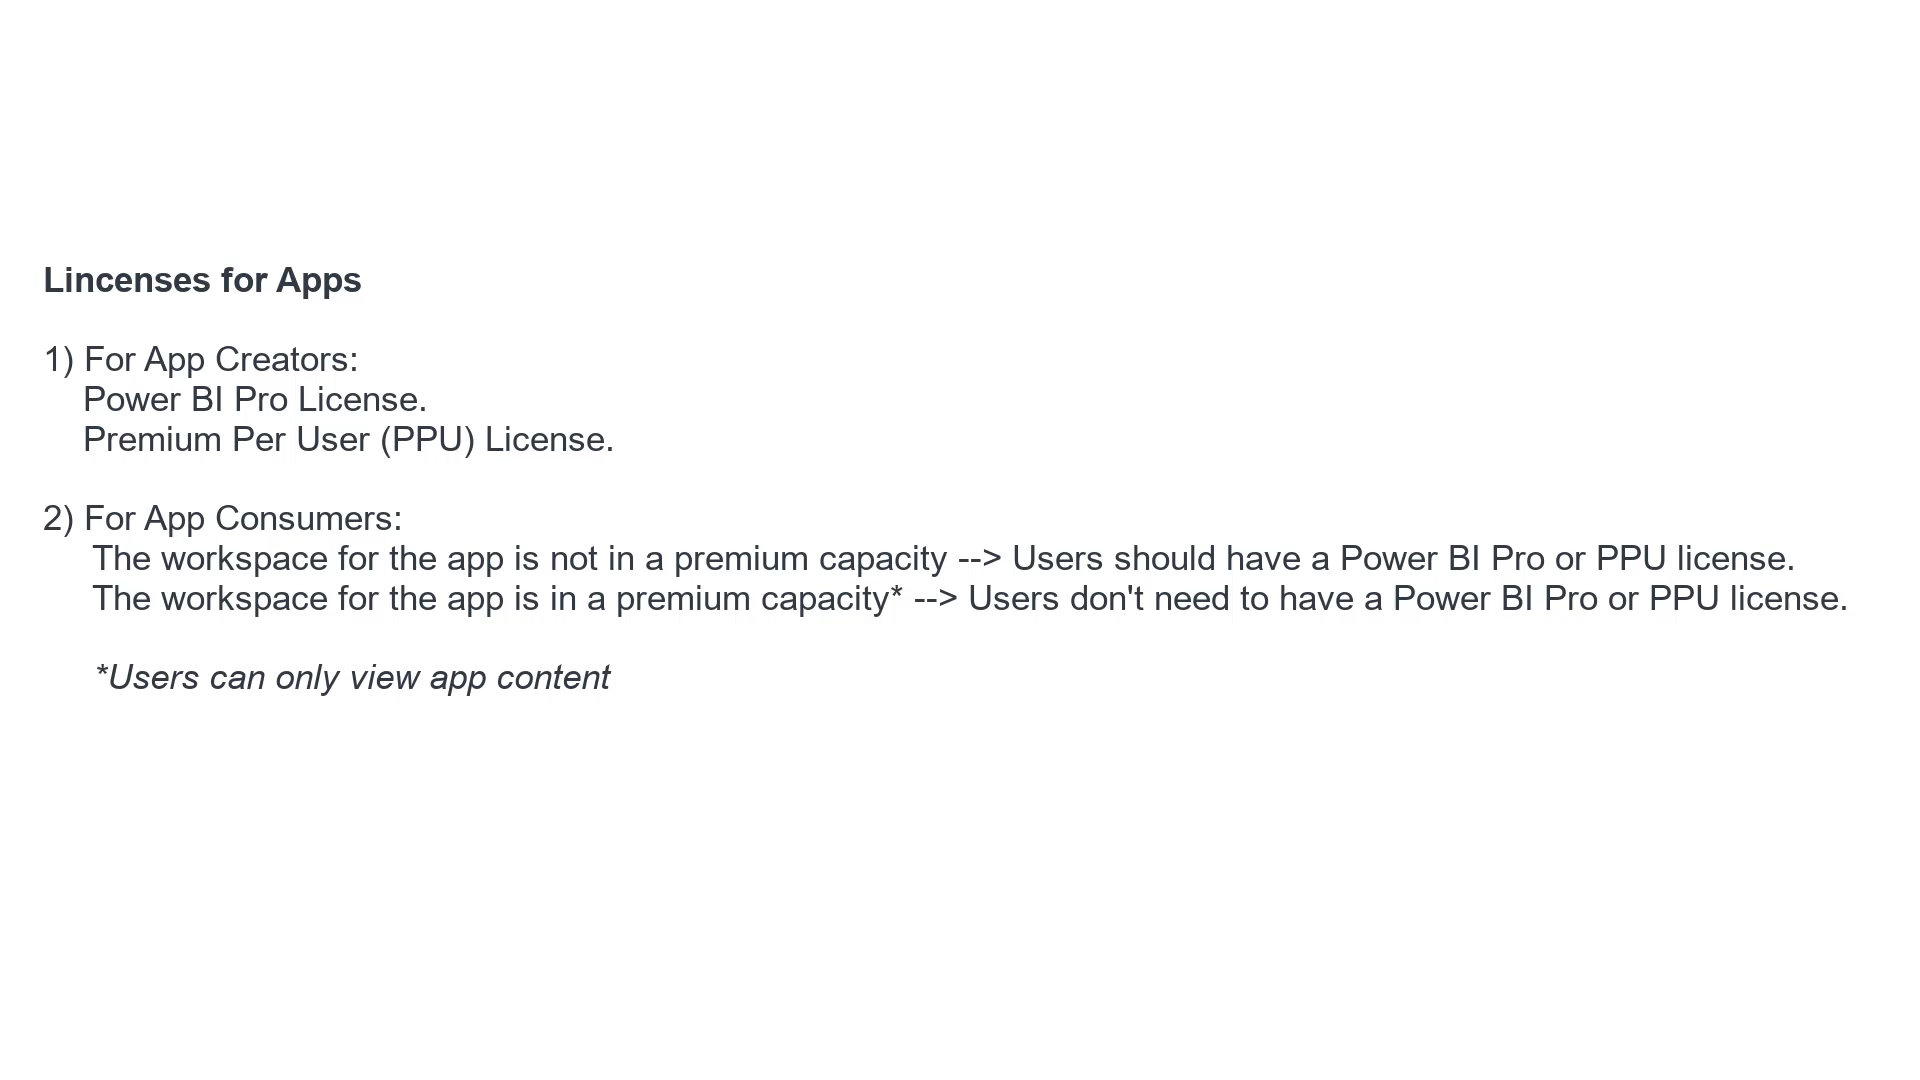 Lincenses for Apps
1) For App Creators:
Power BI Pro License.
Premium Per User (PPU) License.
2) For App Consumers:
The workspace for the app is not in a premium capacity --> Users should have a Power BI Pro or PPU license.
The workspace for the app is in a premium capacity* --> Users don't need to have a Power BI Pro or PPU license.
*Users can only view app content